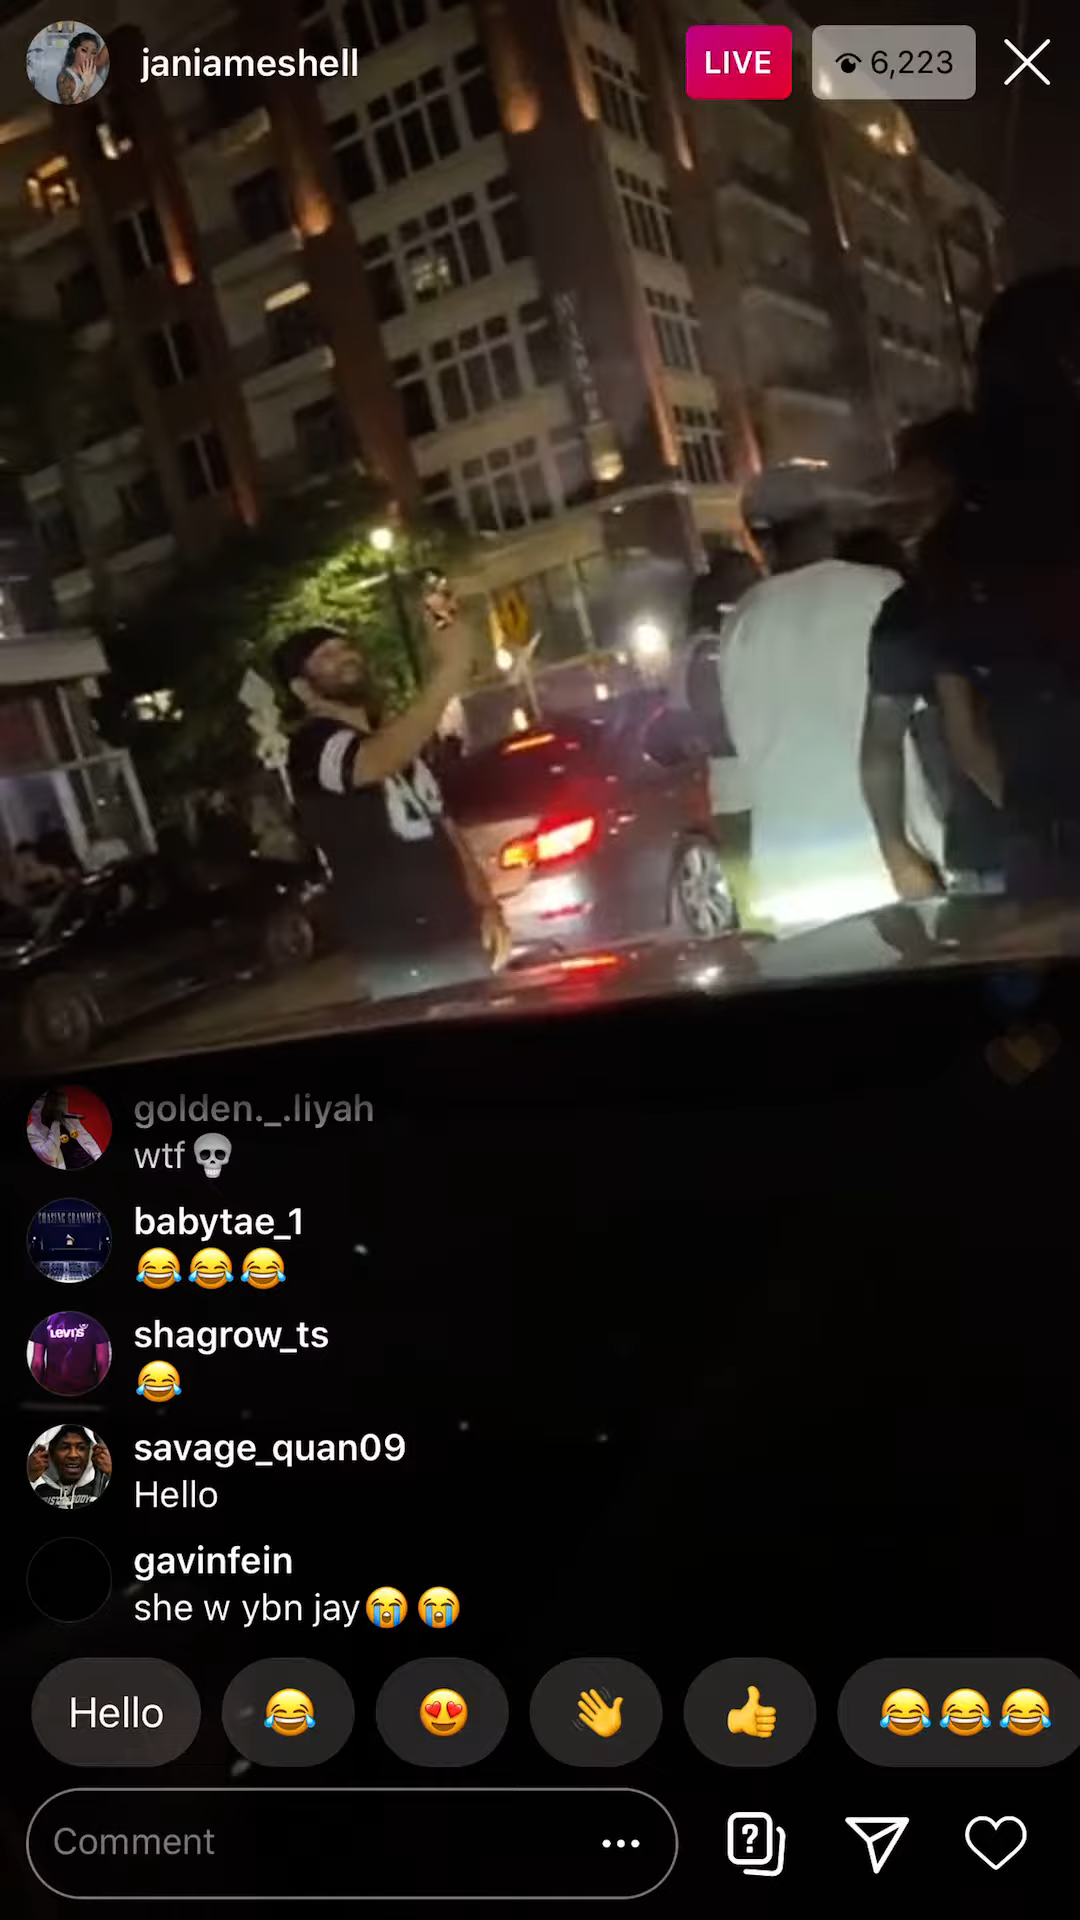 janiameshell
LIVE
6,223
golden._.liyah
wtf💀
babytae_1
😂😂😂
shagrow_ts
😂
savage_quan09
Hello
gavinfein
she w ybn jay😭😭
Hello
😂
😍
👋
👍
😂😂😂
Comment